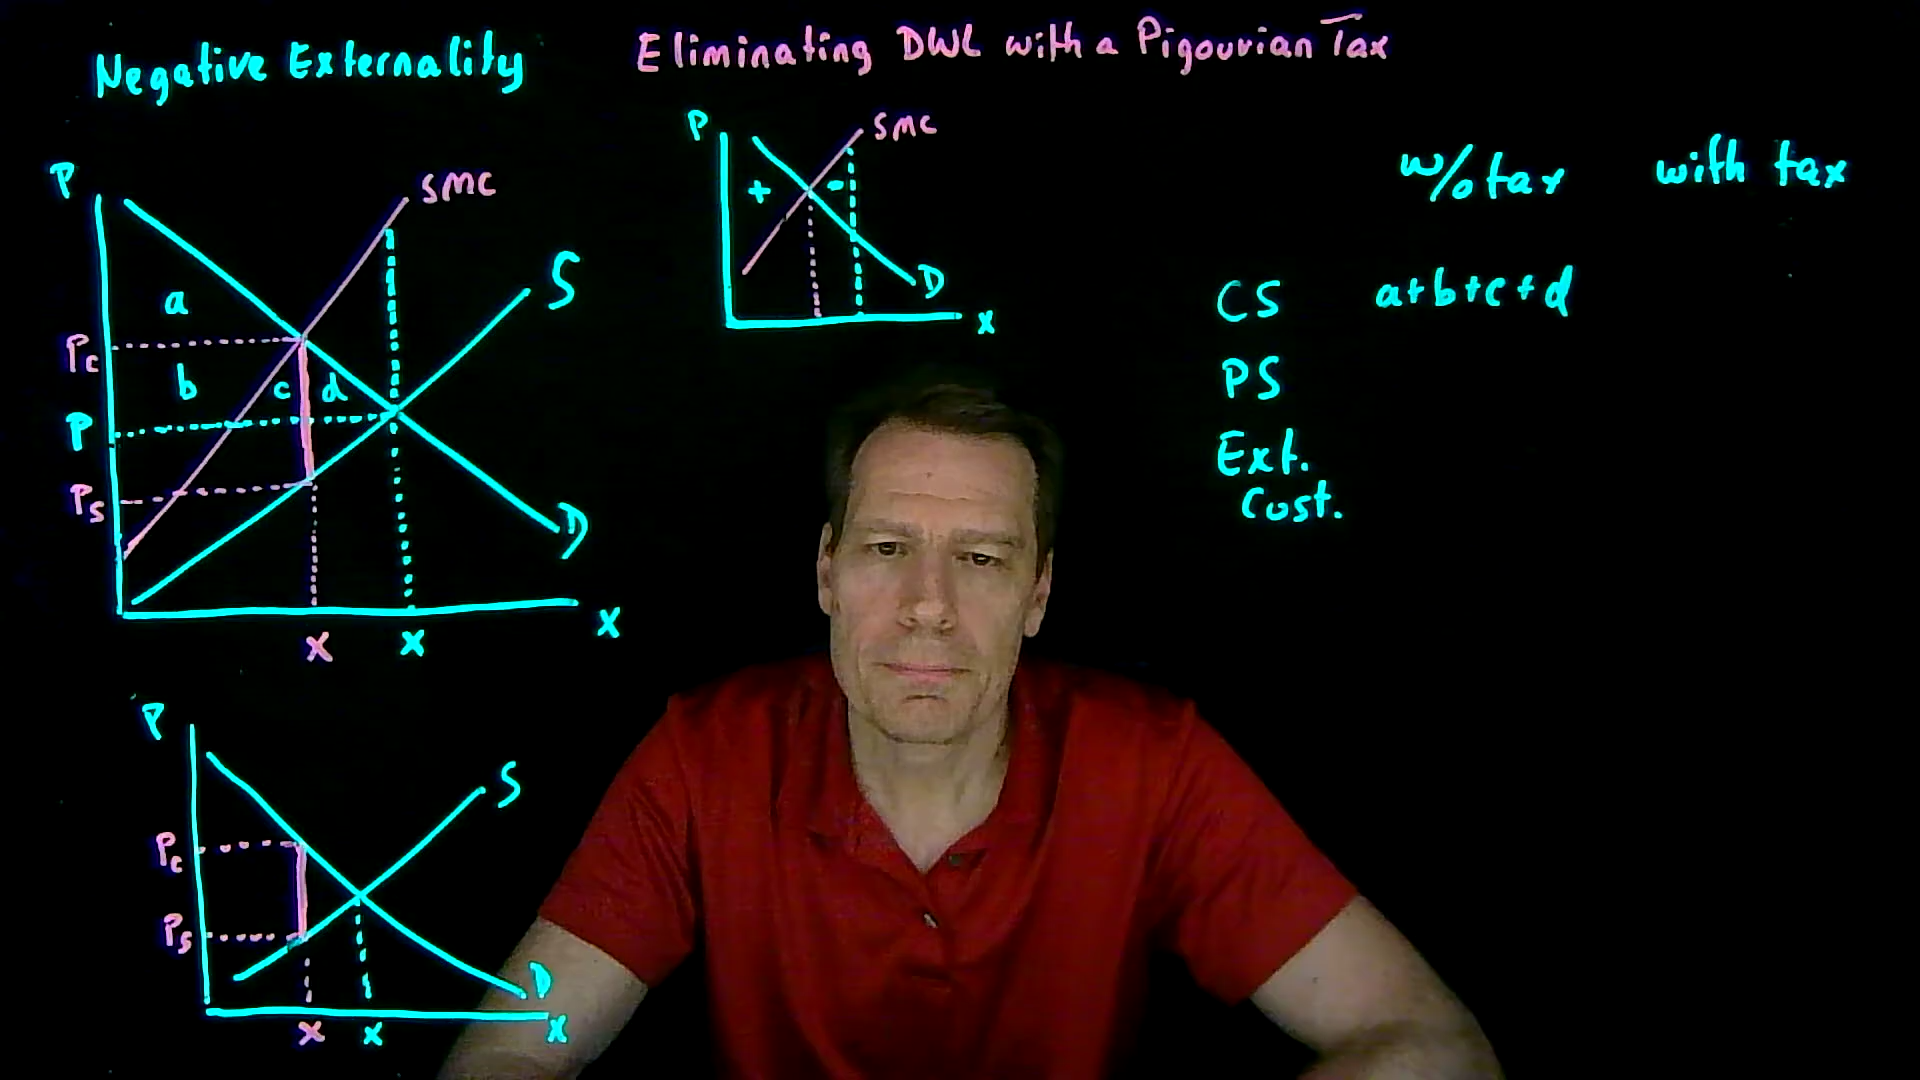 Negative Externality
Eliminating DWL with a Pigouvian Tax
P
SMC
S
a
Pc
b
c
d
P
Ps
D
X
X
X
P
SMC
+
-
D
X
w/o tax
with tax
CS
a+b+c+d
PS
Ext.
Cost.
P
S
Pc
Ps
D
X
X
X